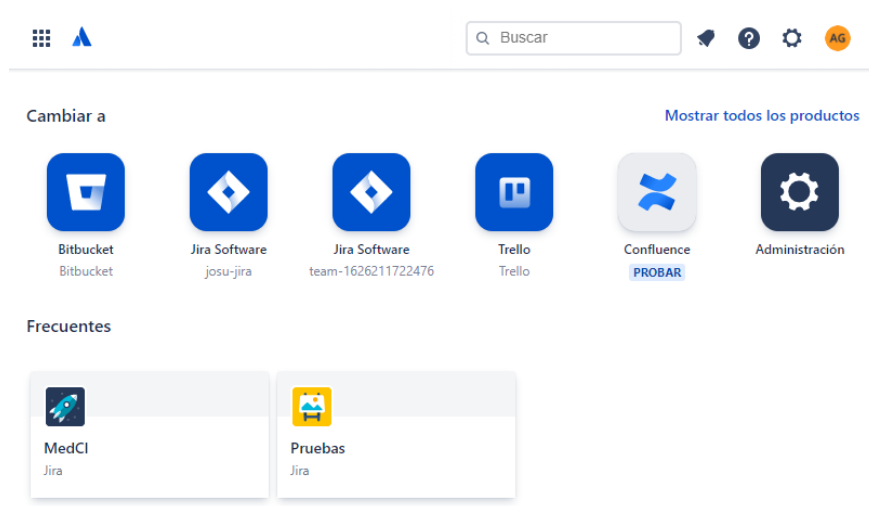 Buscar
AG
Cambiar a
Mostrar todos los productos
Bitbucket
Bitbucket
Jira Software
josu-jira
Jira Software
team-1626211722476
Trello
Trello
Confluence
PROBAR
Administración
Frecuentes
MedCI
Jira
Pruebas
Jira